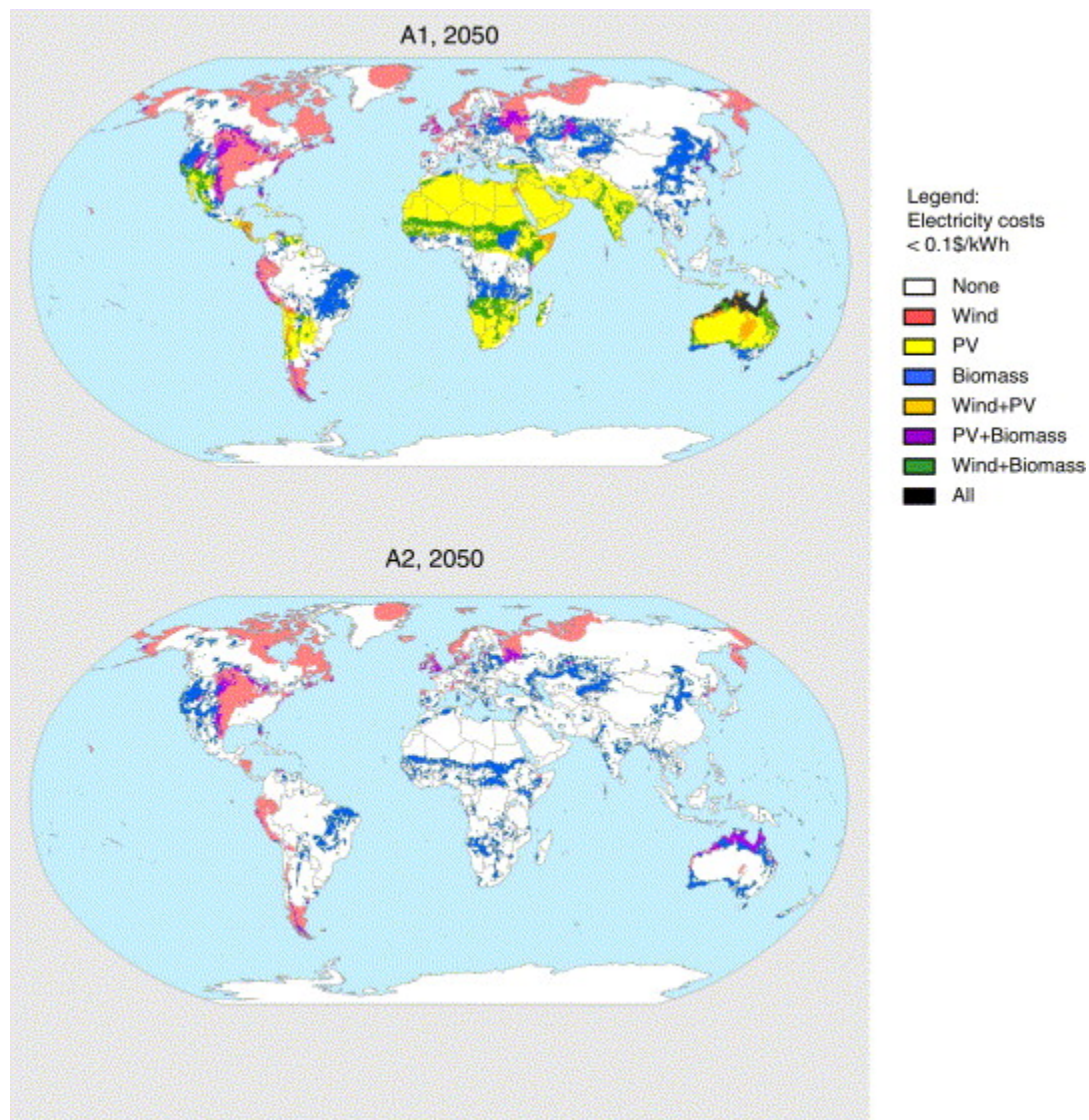 A1, 2050
Legend:
Electricity costs
< 0.1$/kWh
None
Wind
PV
Biomass
Wind+PV
PV+Biomass
Wind+Biomass
All
A2, 2050